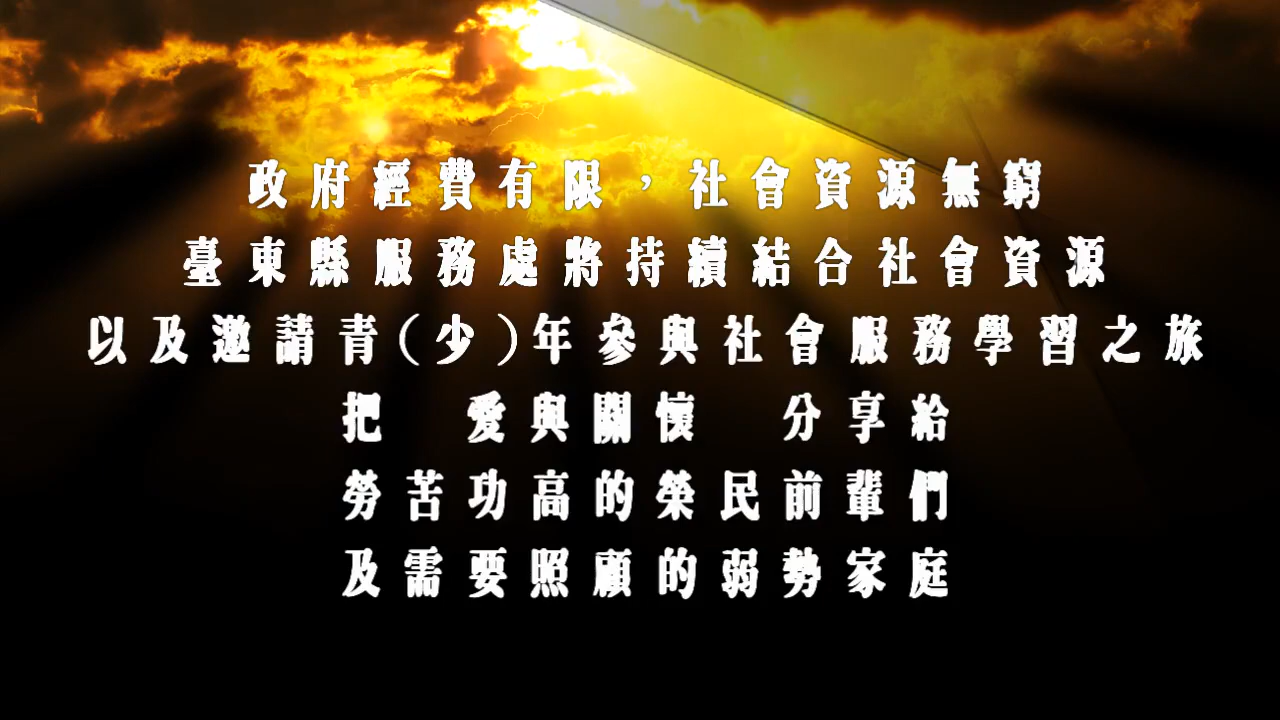 政府經費有限，社會資源無窮
臺東縣服務處將持續結合社會資源
以及邀請青(少)年參與社會服務學習之旅
把　愛與關懷　分享給
勞苦功高的榮民前輩們
及需要照顧的弱勢家庭